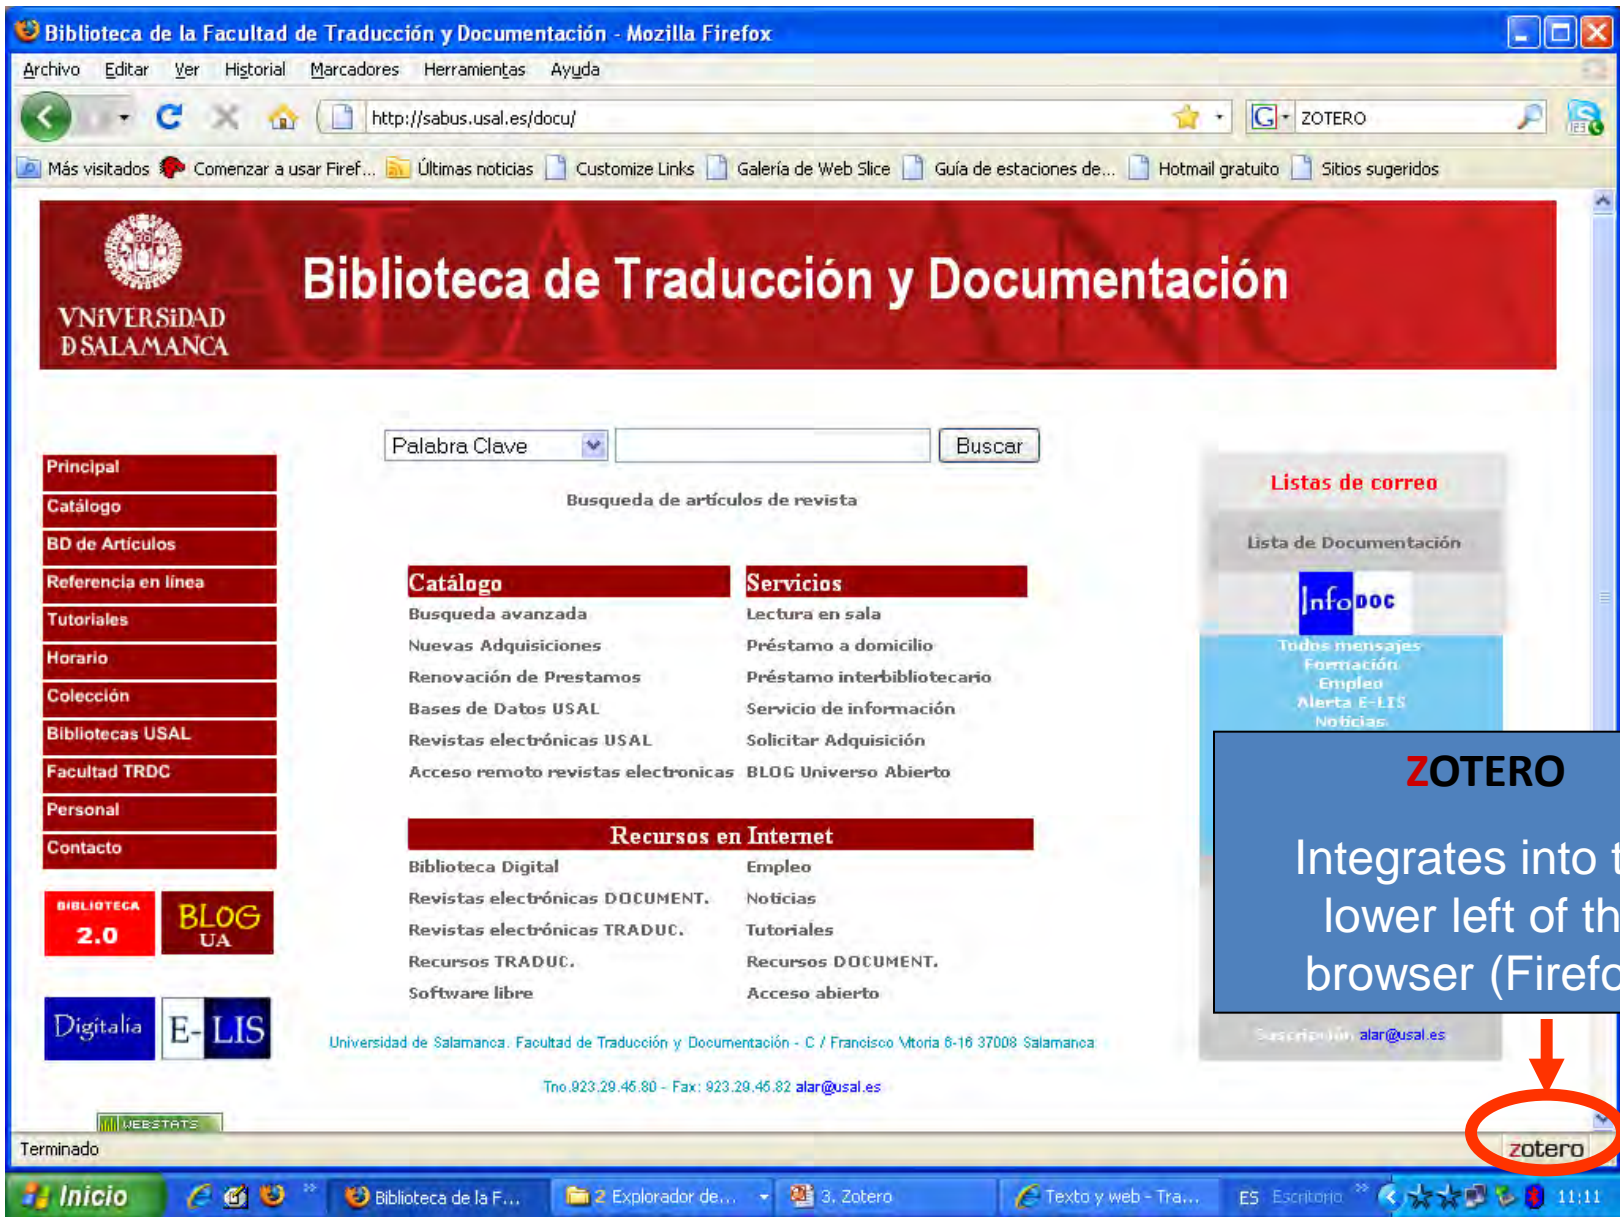 Biblioteca de la Facultad de Traducción y Documentación - Mozilla Firefox
Archivo Editar Ver Historial Marcadores Herramientas Ayuda
http://sabus.usal.es/docu/
G ZOTERO
123
Más visitados Comenzar a usar Firef... Últimas noticias Customize Links Galería de Web Slice Guía de estaciones de... Hotmail gratuito Sitios sugeridos
VNiVERSiDAD
D SALAMANCA
Biblioteca de Traducción y Documentación
Palabra Clave
Buscar
Busqueda de artículos de revista
Principal
Catálogo
BD de Artículos
Referencia en línea
Tutoriales
Horario
Colección
Bibliotecas USAL
Facultad TRDC
Personal
Contacto
BIBLIOTECA
2.0
BLOG
UA
Digitalia
E-LIS
WEBSTATS
Catálogo
Busqueda avanzada
Nuevas Adquisiciones
Renovación de Prestamos
Bases de Datos USAL
Revistas electrónicas USAL
Acceso remoto revistas electronicas
Servicios
Lectura en sala
Préstamo a domicilio
Préstamo interbibliotecario
Servicio de información
Solicitar Adquisición
BLOG Universo Abierto
Recursos en Internet
Biblioteca Digital
Revistas electrónicas DOCUMENT.
Revistas electrónicas TRADUC.
Recursos TRADUC.
Software libre
Empleo
Noticias
Tutoriales
Recursos DOCUMENT.
Acceso abierto
Universidad de Salamanca. Facultad de Traducción y Documentación - C / Francisco Vitoria 6-16 37008 Salamanca
Tno.923.29.45.80 - Fax: 923.29.45.82 alar@usal.es
Listas de correo
Lista de Documentación
InfoDOC
Todos mensajes
Formación
Empleo
Alerta E-LIS
Noticias
ZOTERO
Integrates into t
lower left of th
browser (Firefo
Suscripción alar@usal.es
Terminado
zotero
Inicio
Biblioteca de la F...
2 Explorador de...
3. Zotero
Texto y web - Tra...
ES Escritorio
11:11